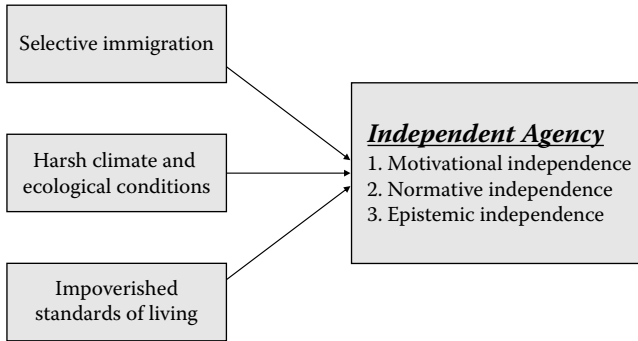 Selective immigration
Harsh climate and
ecological conditions
Impoverished
standards of living
Independent Agency
1. Motivational independence
2. Normative independence
3. Epistemic independence